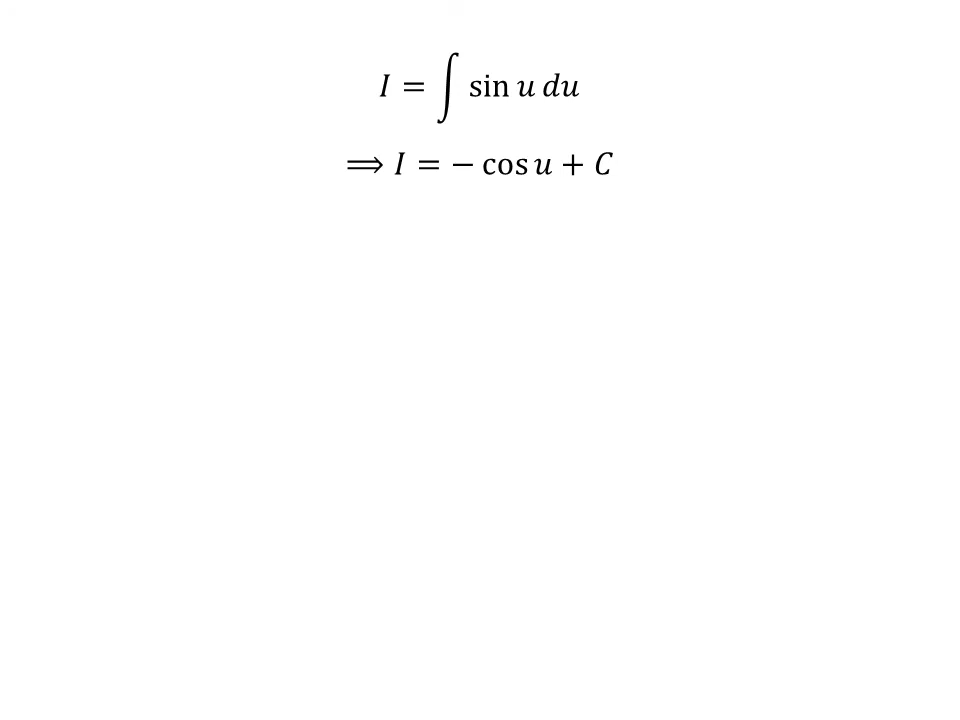 𝐼 = ∫ sin 𝑢 𝑑𝑢
⟹ 𝐼 = − cos 𝑢 + 𝐶